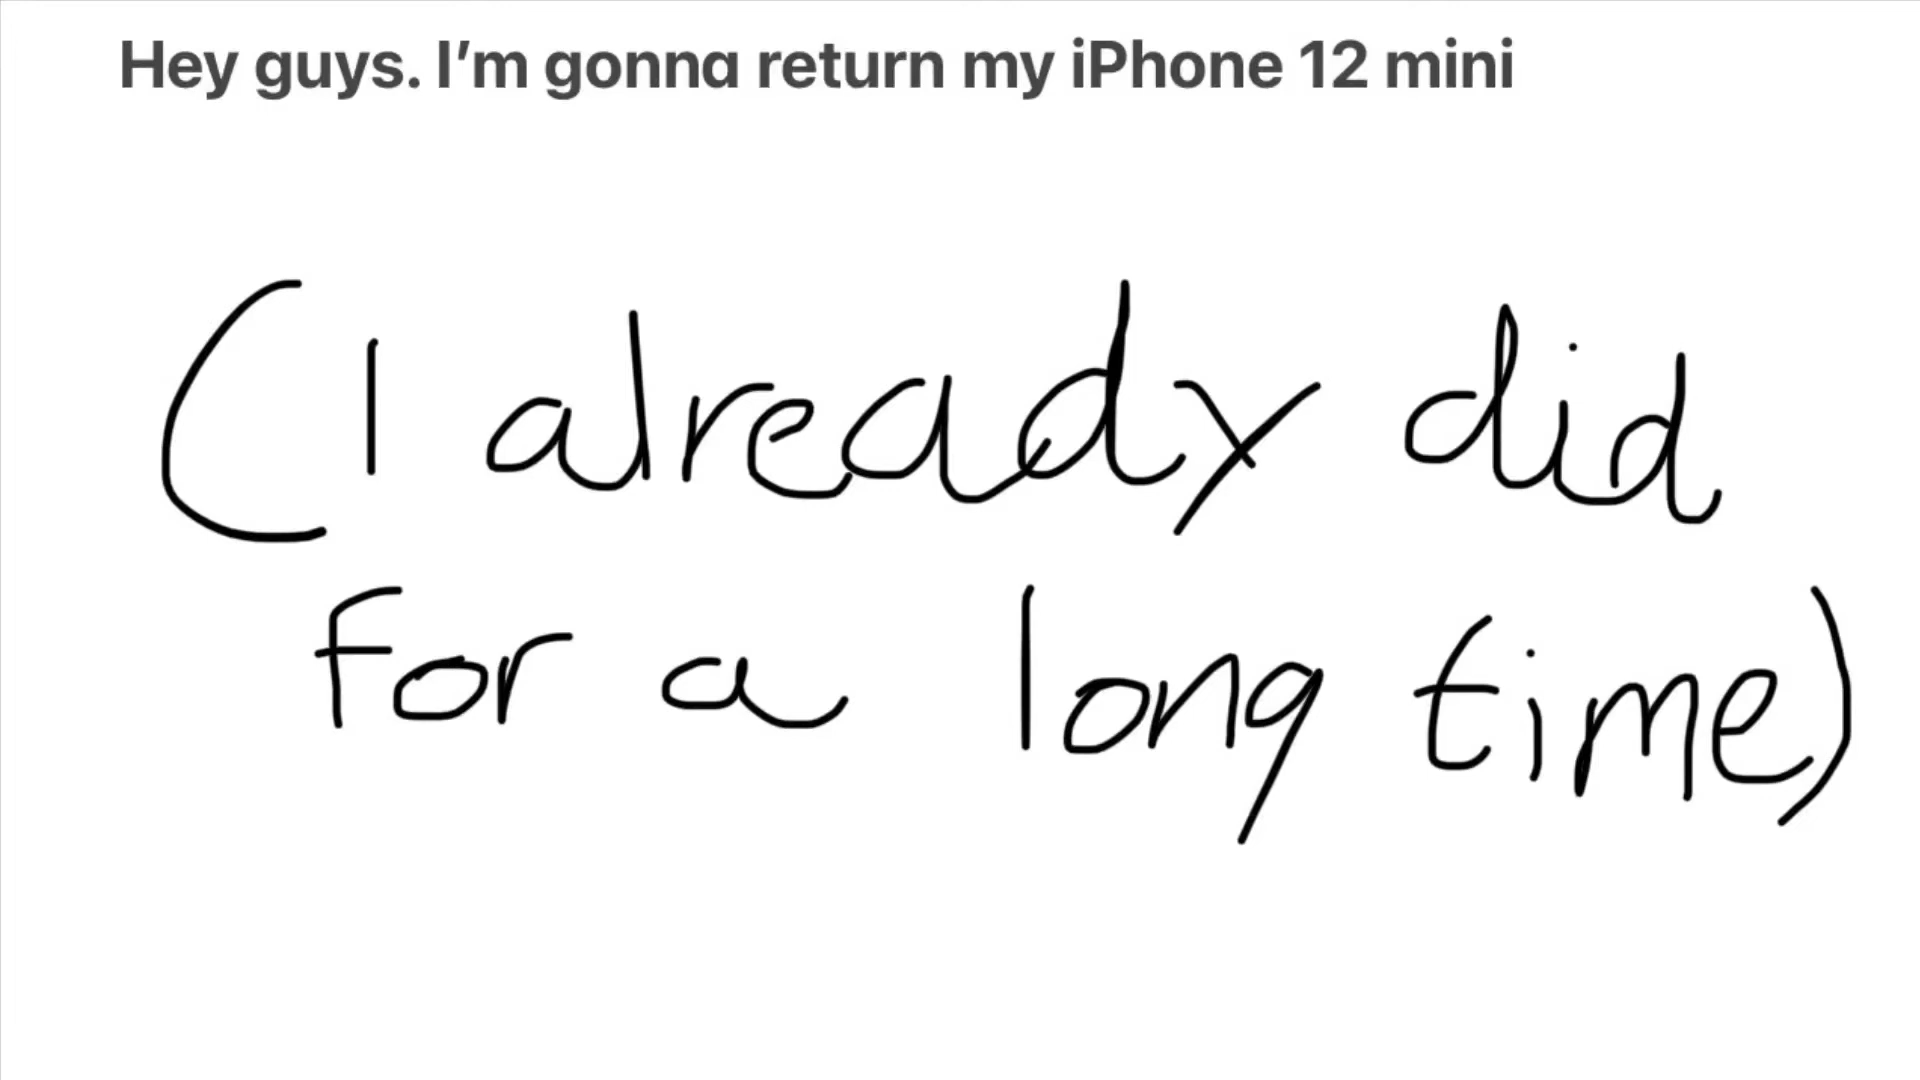 Hey guys. I’m gonna return my iPhone 12 mini
(I already did
for a long time)